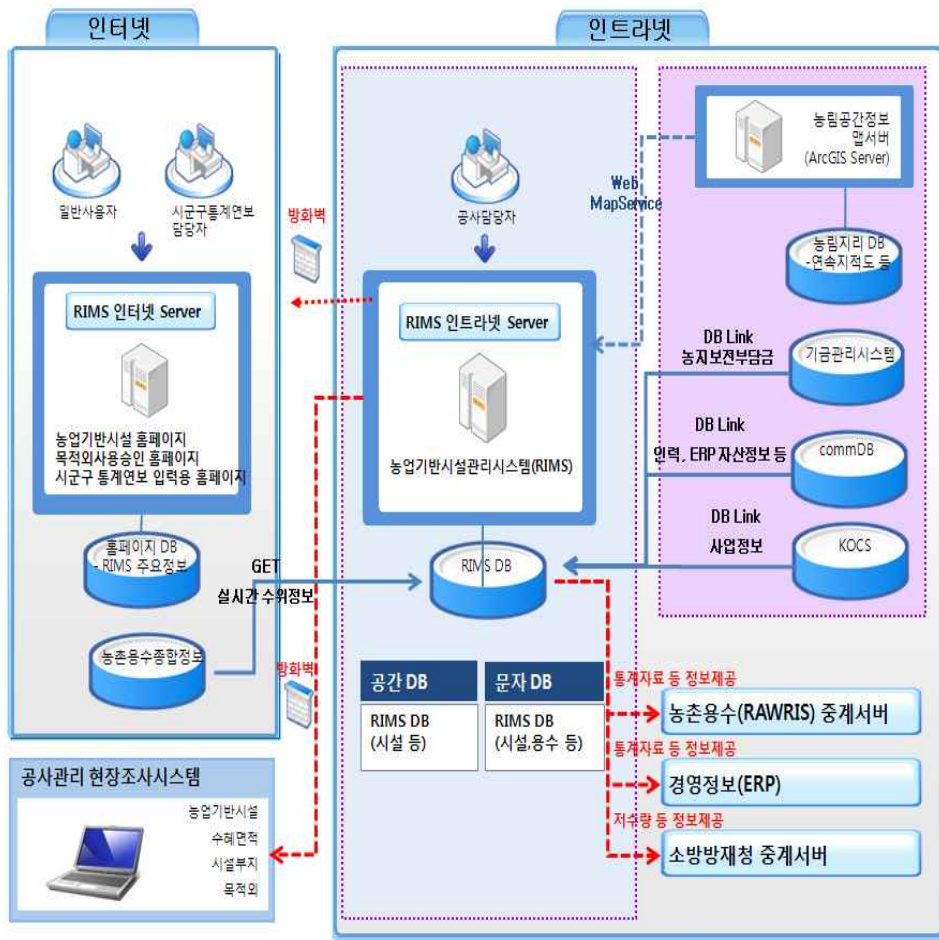 인터넷
일반사용자
시군구통계연보
담당자
RIMS 인터넷 Server
농업기반시설 홈페이지
목적외사용승인 홈페이지
시군구 통계연보 입력용 홈페이지
홈페이지 DB
- RIMS 주요정보
농촌용수종합정보
방화벽
GET
실시간 수위정보
방화벽
공사관리 현장조사시스템
농업기반시설
수혜면적
시설부지
목적외
인트라넷
공사담당자
RIMS 인트라넷 Server
농업기반시설관리시스템(RIMS)
RIMS DB
공간 DB
RIMS DB
(시설 등)
문자 DB
RIMS DB
(시설,용수 등)
Web
MapService
농림공간정보
맵서버
(ArcGIS Server)
농림지리 DB
-연속지적도 등
DB Link
농지보전부담금
기금관리시스템
DB Link
인력, ERP 자산정보 등
commDB
DB Link
사업정보
KOCS
통계자료 등 정보제공
농촌용수(RAWRIS) 중계서버
통계자료 등 정보제공
경영정보(ERP)
저수량 등 정보제공
소방방재청 중계서버